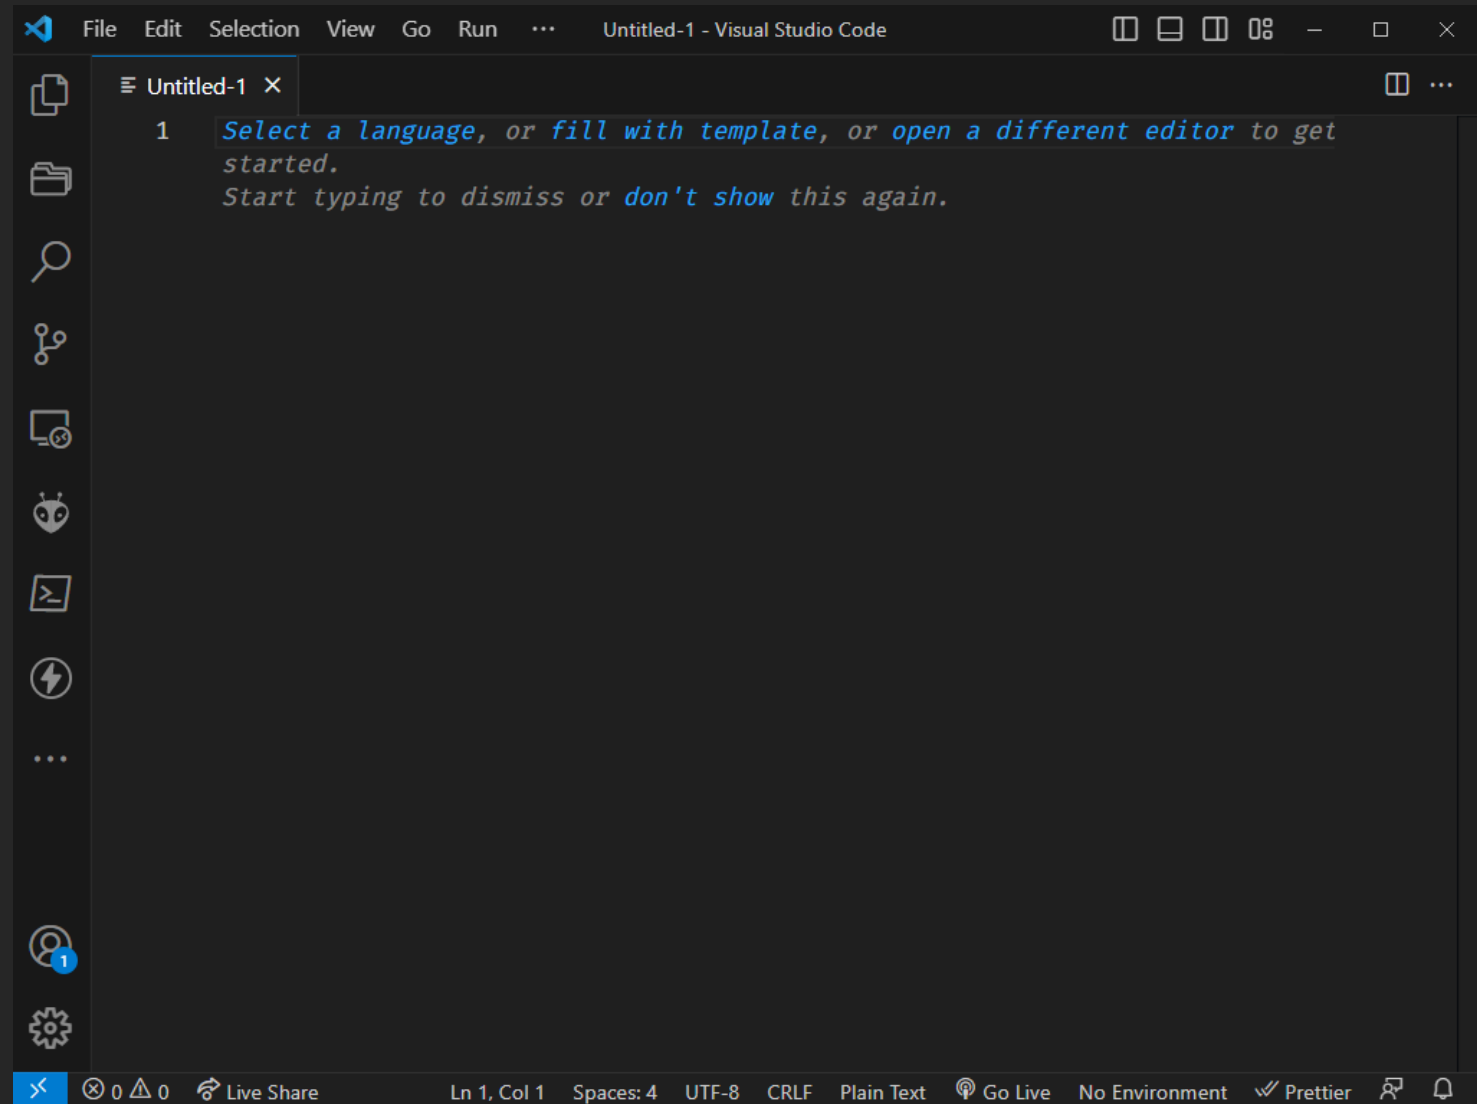 File Edit Selection View Go Run ··· Untitled-1 - Visual Studio Code
Untitled-1
1 Select a language, or fill with template, or open a different editor to get
started.
Start typing to dismiss or don't show this again.
1
0 0 Live Share Ln 1, Col 1 Spaces: 4 UTF-8 CRLF Plain Text Go Live No Environment Prettier